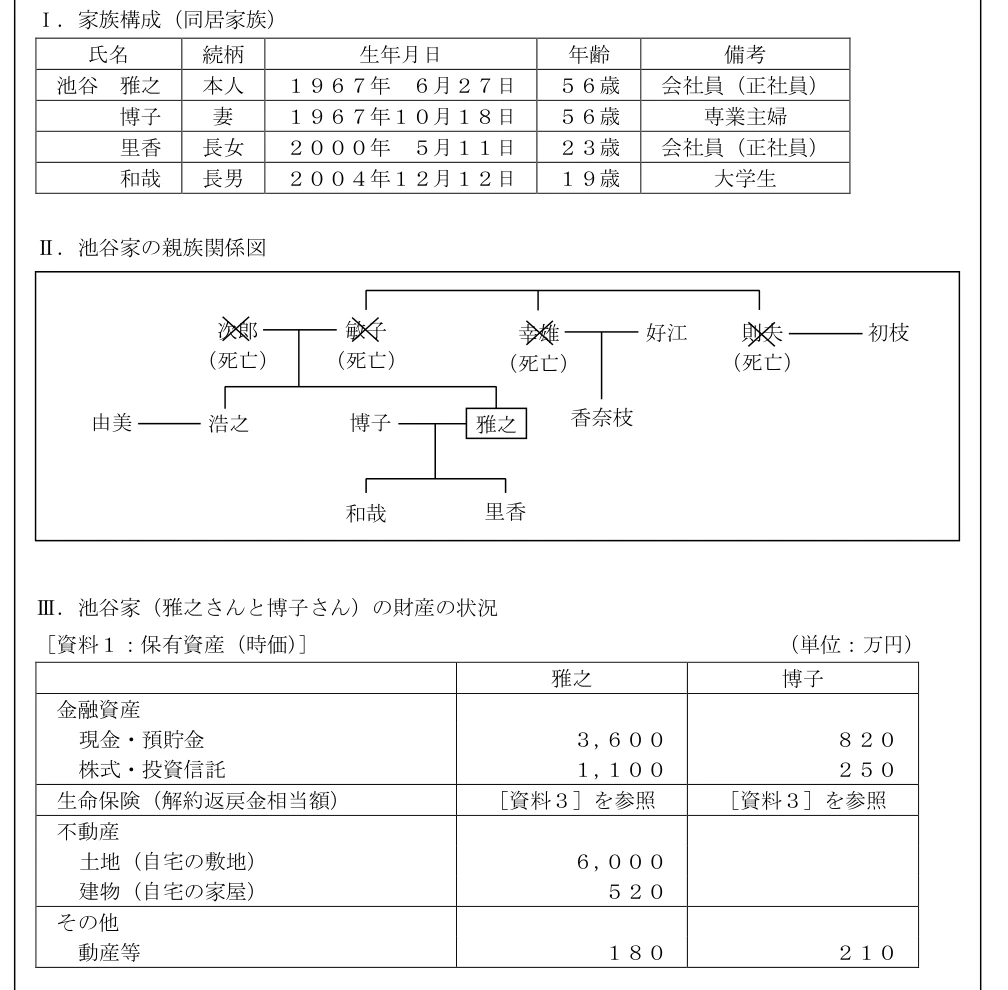 Ⅰ．家族構成（同居家族）
氏名 続柄 生年月日 年齢 備考
池谷　雅之 本人 １９６７年　６月２７日 ５６歳 会社員（正社員）
博子 妻 １９６７年１０月１８日 ５６歳 専業主婦
里香 長女 ２０００年　５月１１日 ２３歳 会社員（正社員）
和哉 長男 ２００４年１２月１２日 １９歳 大学生
Ⅱ．池谷家の親族関係図
次郎 敏子 幸雄 好江 則夫 初枝
（死亡） （死亡） （死亡） （死亡）
由美 浩之 博子 雅之 香奈枝
和哉 里香
Ⅲ．池谷家（雅之さんと博子さん）の財産の状況
［資料１：保有資産（時価）］ （単位：万円）
雅之 博子
金融資産
現金・預貯金 ３，６００ ８２０
株式・投資信託 １，１００ ２５０
生命保険（解約返戻金相当額） ［資料３］を参照 ［資料３］を参照
不動産
土地（自宅の敷地） ６，０００
建物（自宅の家屋） ５２０
その他
動産等 １８０ ２１０